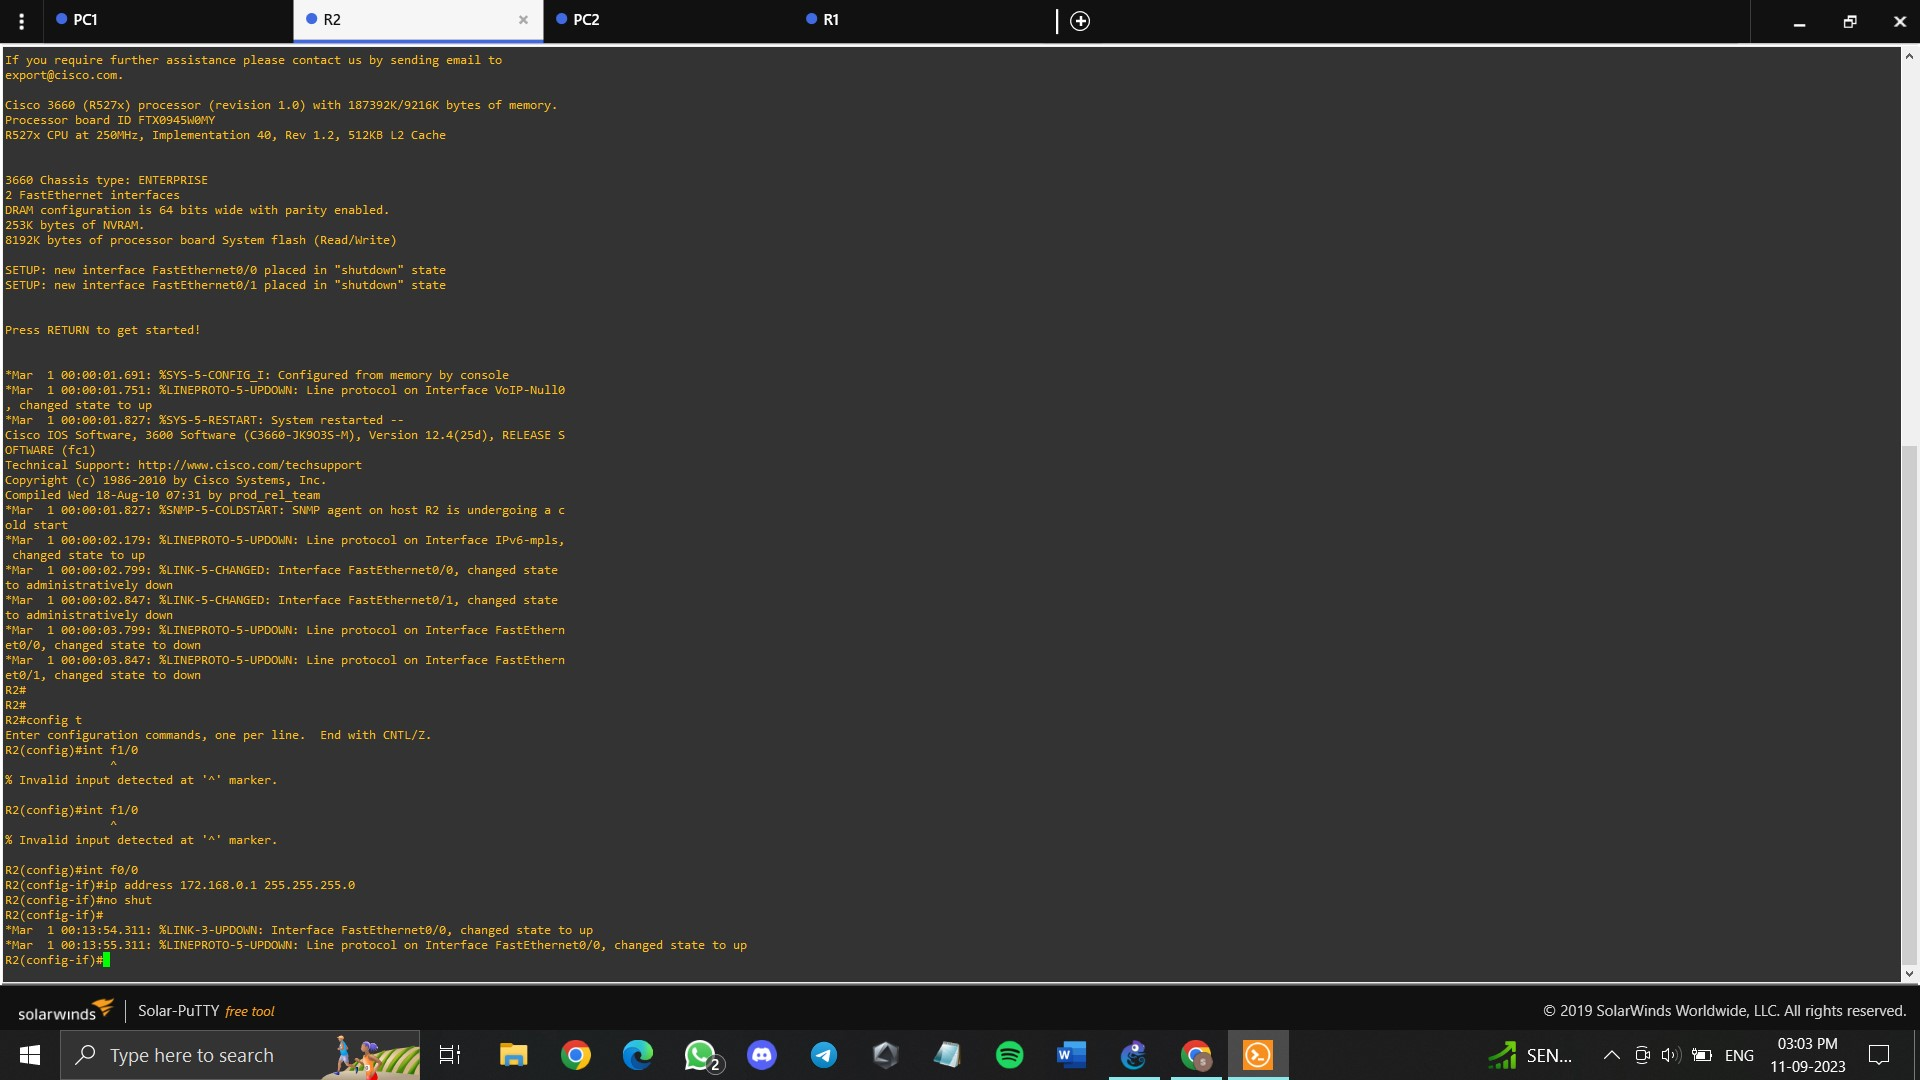 PC1
R2
PC2
R1
If you require further assistance please contact us by sending email to
export@cisco.com.
Cisco 3660 (R527x) processor (revision 1.0) with 187392K/9216K bytes of memory.
Processor board ID FTX0945W0MY
R527x CPU at 250MHz, Implementation 40, Rev 1.2, 512KB L2 Cache
3660 Chassis type: ENTERPRISE
2 FastEthernet interfaces
DRAM configuration is 64 bits wide with parity enabled.
253K bytes of NVRAM.
8192K bytes of processor board System flash (Read/Write)
SETUP: new interface FastEthernet0/0 placed in "shutdown" state
SETUP: new interface FastEthernet0/1 placed in "shutdown" state
Press RETURN to get started!
*Mar  1 00:00:01.691: %SYS-5-CONFIG_I: Configured from memory by console
*Mar  1 00:00:01.751: %LINEPROTO-5-UPDOWN: Line protocol on Interface VoIP-Null0
, changed state to up
*Mar  1 00:00:01.827: %SYS-5-RESTART: System restarted --
Cisco IOS Software, 3600 Software (C3660-JK9O3S-M), Version 12.4(25d), RELEASE S
OFTWARE (fc1)
Technical Support: http://www.cisco.com/techsupport
Copyright (c) 1986-2010 by Cisco Systems, Inc.
Compiled Wed 18-Aug-10 07:31 by prod_rel_team
*Mar  1 00:00:01.827: %SNMP-5-COLDSTART: SNMP agent on host R2 is undergoing a c
old start
*Mar  1 00:00:02.179: %LINEPROTO-5-UPDOWN: Line protocol on Interface IPv6-mpls,
 changed state to up
*Mar  1 00:00:02.799: %LINK-5-CHANGED: Interface FastEthernet0/0, changed state
to administratively down
*Mar  1 00:00:02.847: %LINK-5-CHANGED: Interface FastEthernet0/1, changed state
to administratively down
*Mar  1 00:00:03.799: %LINEPROTO-5-UPDOWN: Line protocol on Interface FastEthern
et0/0, changed state to down
*Mar  1 00:00:03.847: %LINEPROTO-5-UPDOWN: Line protocol on Interface FastEthern
et0/1, changed state to down
R2#
R2#
R2#config t
Enter configuration commands, one per line.  End with CNTL/Z.
R2(config)#int f1/0
^
% Invalid input detected at '^' marker.
R2(config)#int f1/0
^
% Invalid input detected at '^' marker.
R2(config)#int f0/0
R2(config-if)#ip address 172.168.0.1 255.255.255.0
R2(config-if)#no shut
R2(config-if)#
*Mar  1 00:13:54.311: %LINK-3-UPDOWN: Interface FastEthernet0/0, changed state to up
*Mar  1 00:13:55.311: %LINEPROTO-5-UPDOWN: Line protocol on Interface FastEthernet0/0, changed state to up
R2(config-if)#
solarwinds
Solar-PuTTY free tool
© 2019 SolarWinds Worldwide, LLC. All rights reserved.
Type here to search
2
SEN...
ENG
03:03 PM
11-09-2023